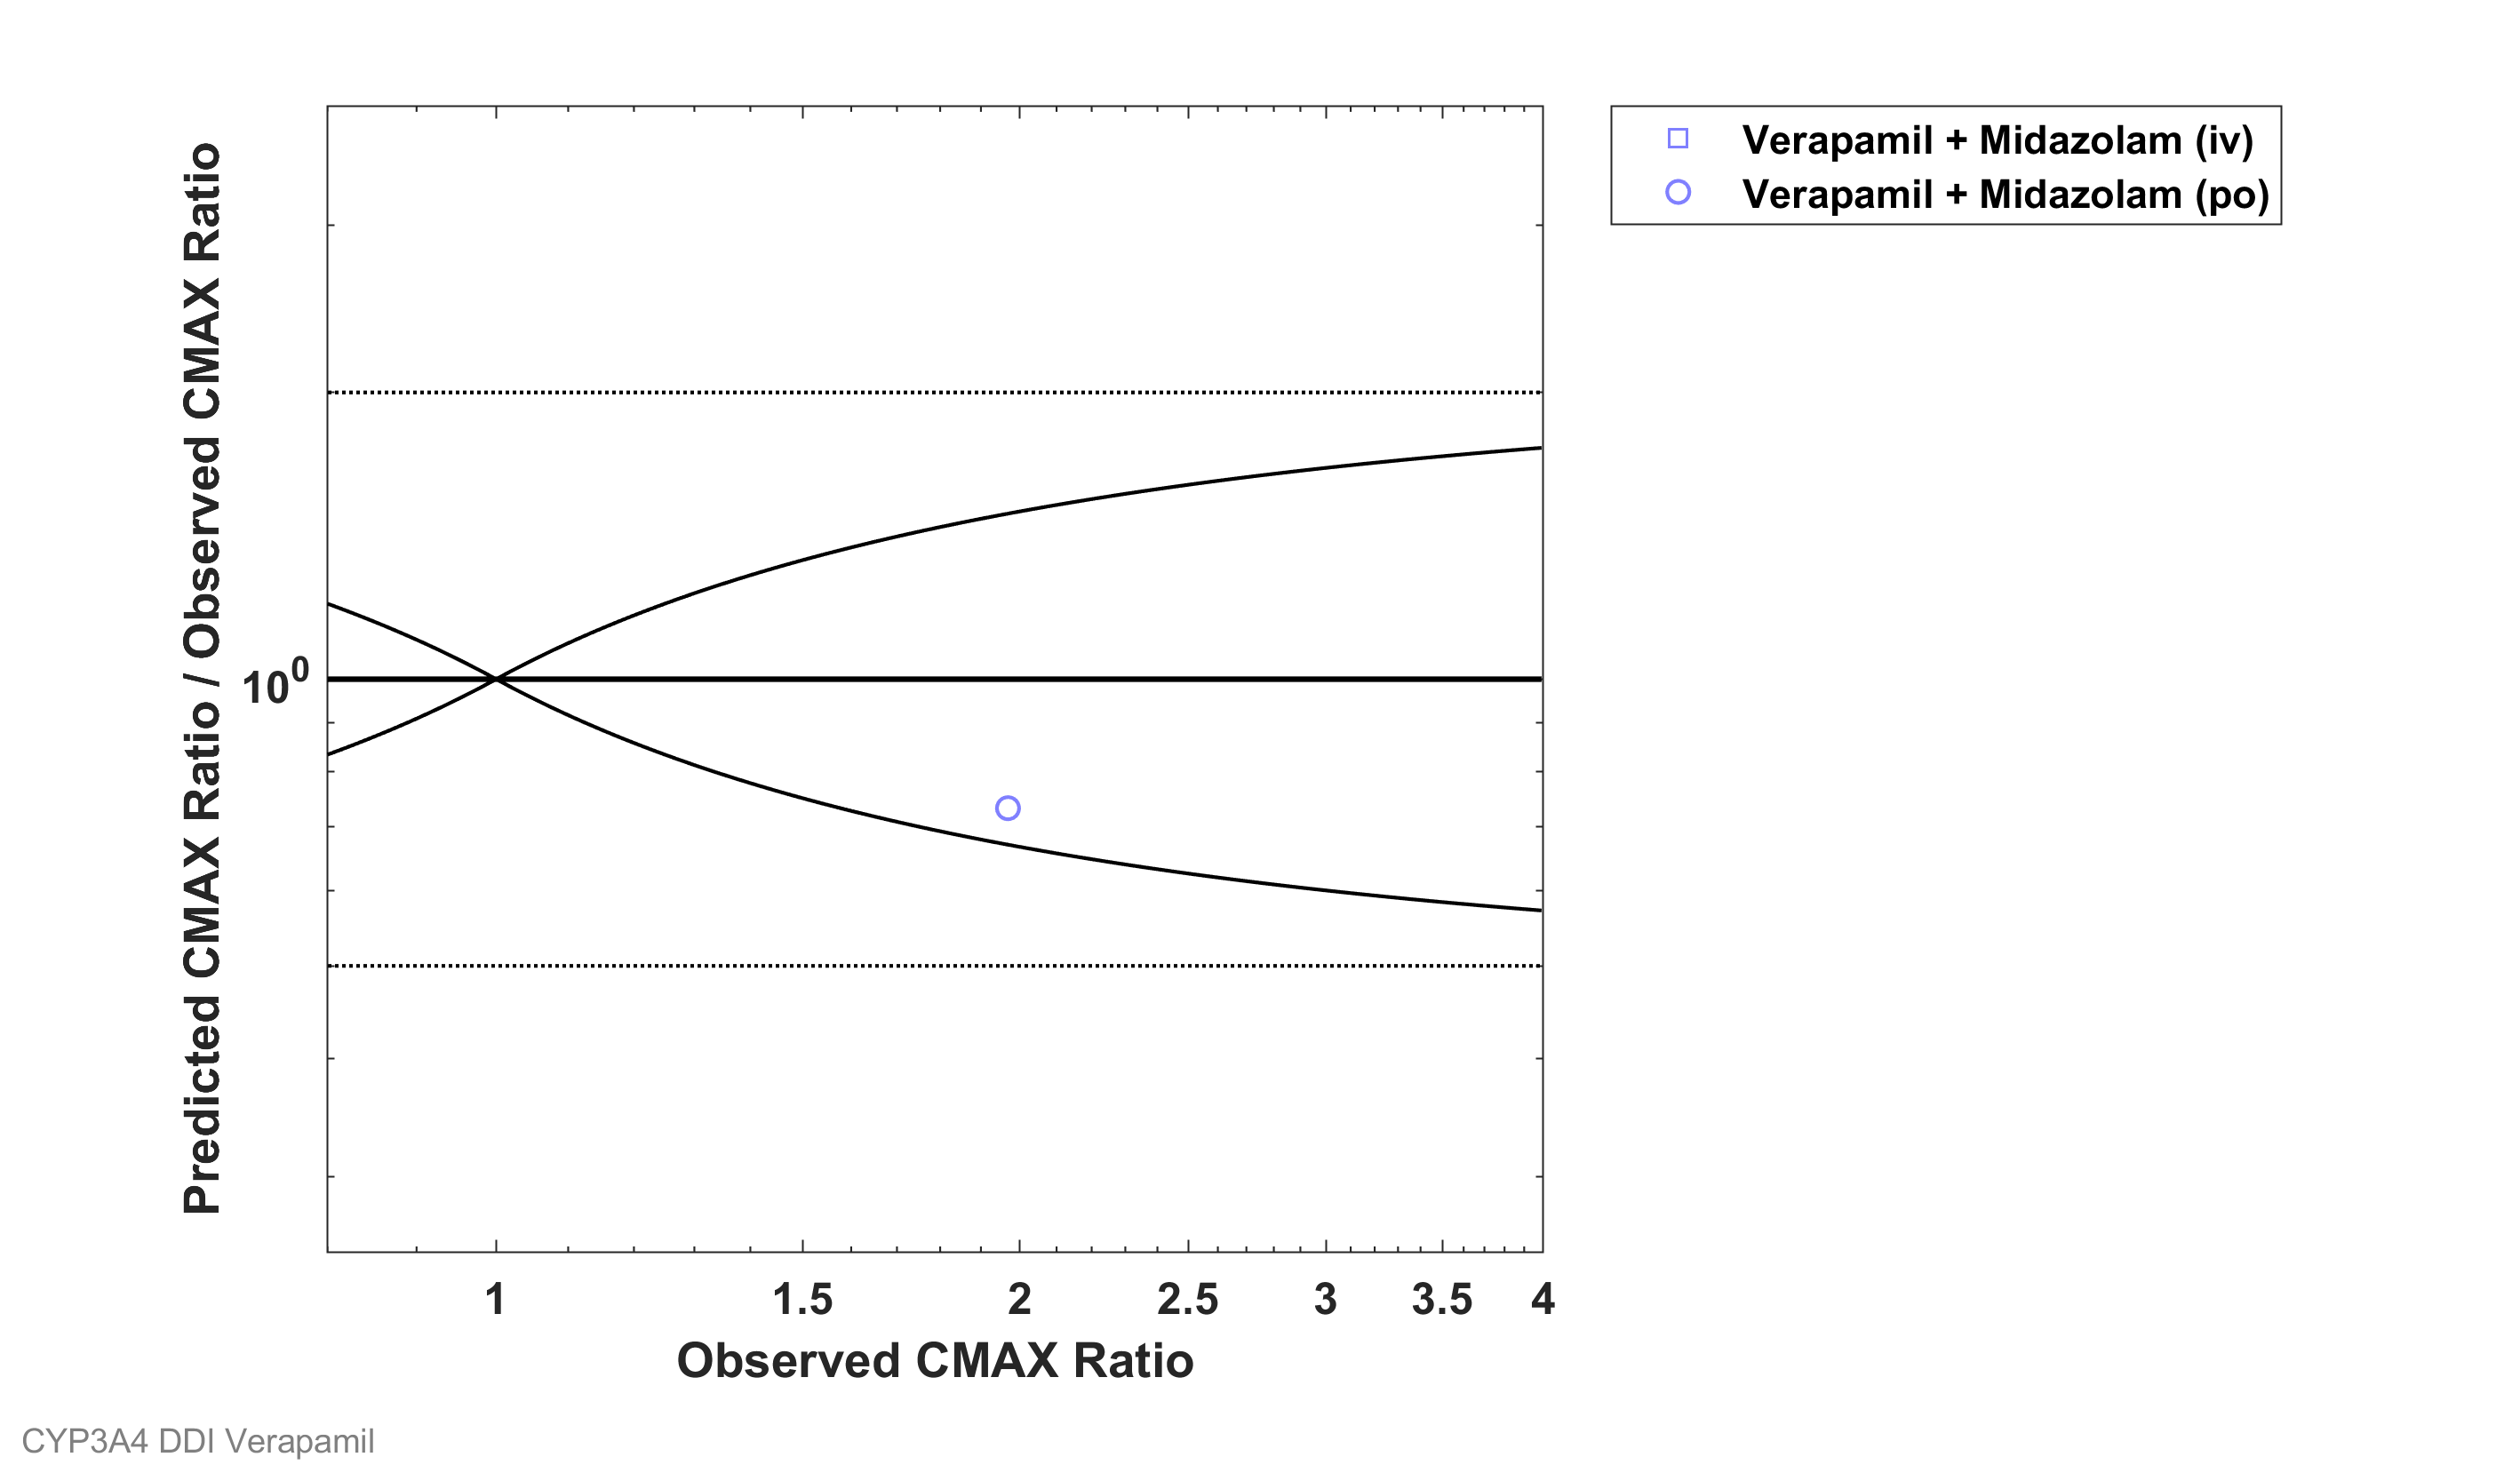 Verapamil + Midazolam (iv)
Verapamil + Midazolam (po)
Predicted CMAX Ratio / Observed CMAX Ratio
10⁰
1 1.5 2 2.5 3 3.5 4
Observed CMAX Ratio
CYP3A4 DDI Verapamil